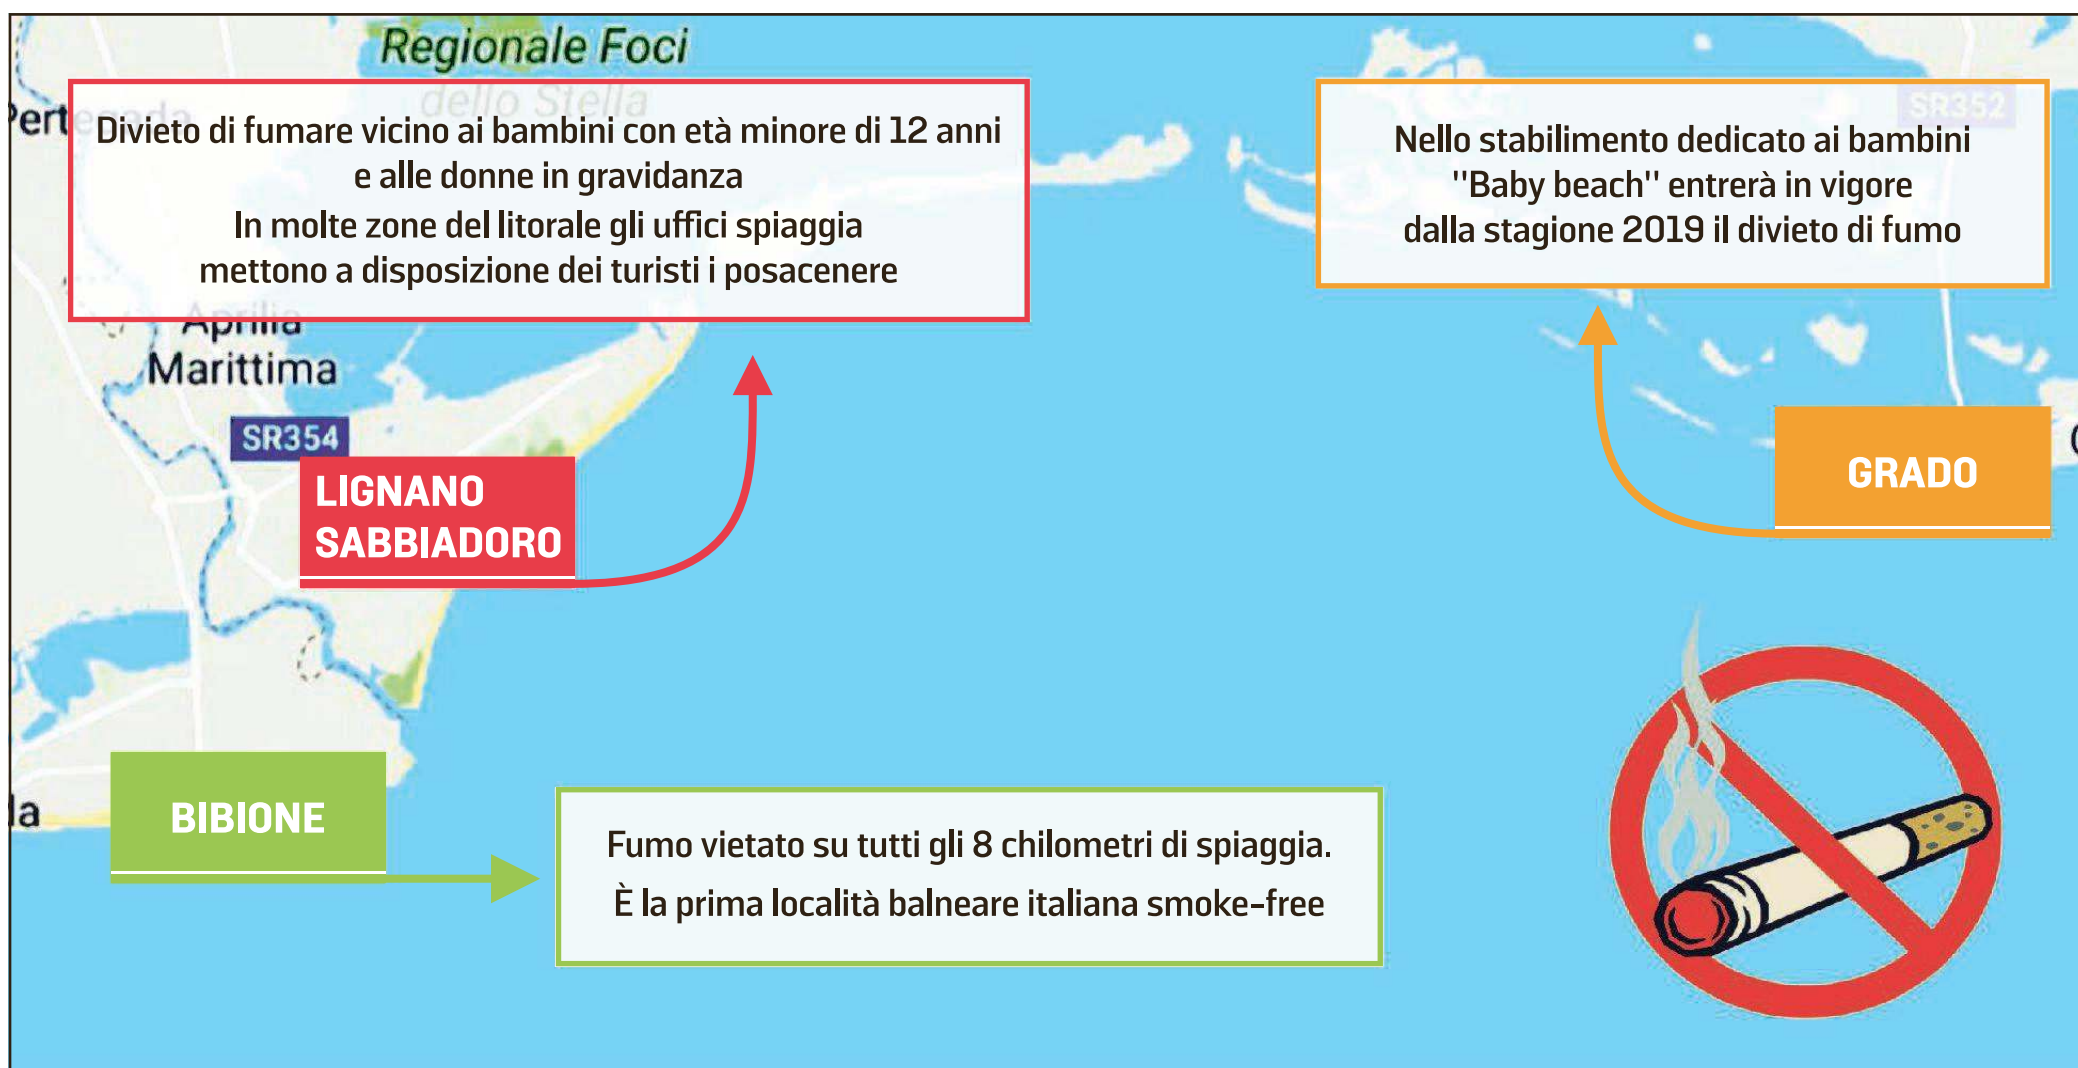 Regionale Foci
dello Stella
Divieto di fumare vicino ai bambini con età minore di 12 anni
e alle donne in gravidanza
In molte zone del litorale gli uffici spiaggia
mettono a disposizione dei turisti i posacenere
SR352
Nello stabilimento dedicato ai bambini
"Baby beach" entrerà in vigore
dalla stagione 2019 il divieto di fumo
Aprilia
Marittima
SR354
LIGNANO
SABBIADORO
GRADO
BIBIONE
Fumo vietato su tutti gli 8 chilometri di spiaggia.
È la prima località balneare italiana smoke-free